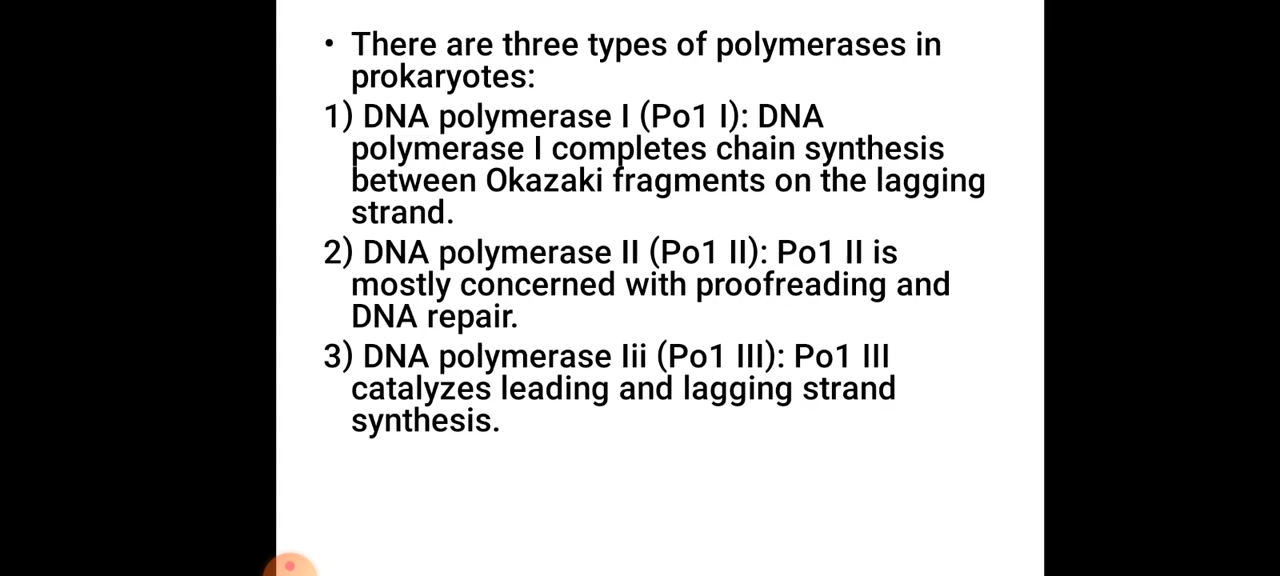 • There are three types of polymerases in
prokaryotes:
1) DNA polymerase I (Po1 I): DNA
polymerase I completes chain synthesis
between Okazaki fragments on the lagging
strand.
2) DNA polymerase II (Po1 II): Po1 II is
mostly concerned with proofreading and
DNA repair.
3) DNA polymerase Iii (Po1 III): Po1 III
catalyzes leading and lagging strand
synthesis.